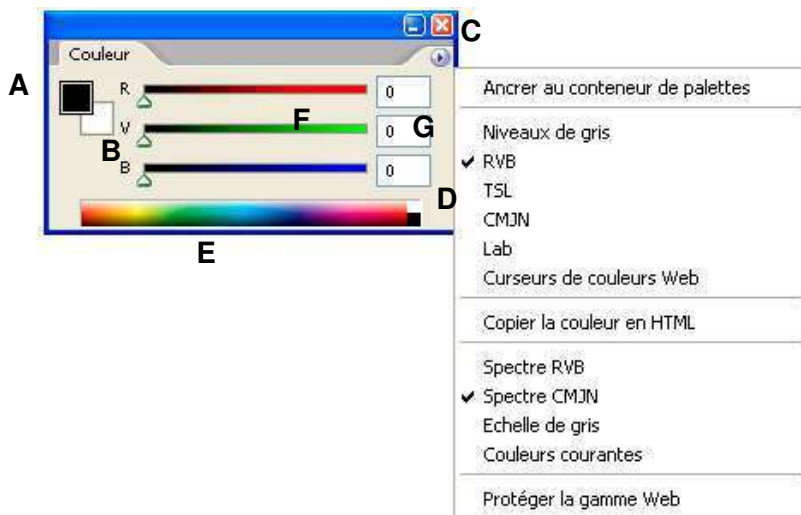 C
Couleur
A
R
0
F
V
0
G
B
B
0
D
E
Ancrer au conteneur de palettes
Niveaux de gris
RVB
TSL
CMJN
Lab
Curseurs de couleurs Web
Copier la couleur en HTML
Spectre RVB
Spectre CMJN
Echelle de gris
Couleurs courantes
Protéger la gamme Web